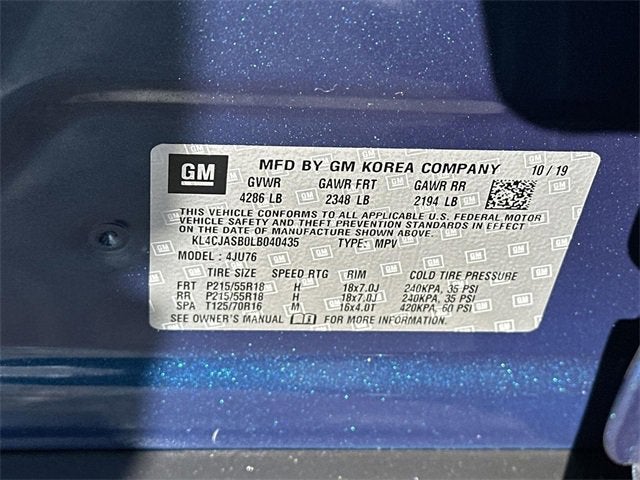 GM MFD BY GM KOREA COMPANY 10 / 19
GVWR GAWR FRT GAWR RR
4286 LB 2348 LB 2194 LB
THIS VEHICLE CONFORMS TO ALL APPLICABLE U.S. FEDERAL MOTOR
VEHICLE SAFETY AND THEFT PREVENTION STANDARDS IN EFFECT
ON THE DATE OF MANUFACTURE SHOWN ABOVE.
KL4CJASB0LB040435 TYPE: MPV
MODEL : 4JU76
TIRE SIZE SPEED RTG RIM COLD TIRE PRESSURE
FRT P215/55R18 H 18x7.0J 240KPA, 35 PSI
RR P215/55R18 H 18x7.0J 240KPA, 35 PSI
SPA T125/70R16 M 16x4.0T 420KPA, 60 PSI
SEE OWNER'S MANUAL FOR MORE INFORMATION.